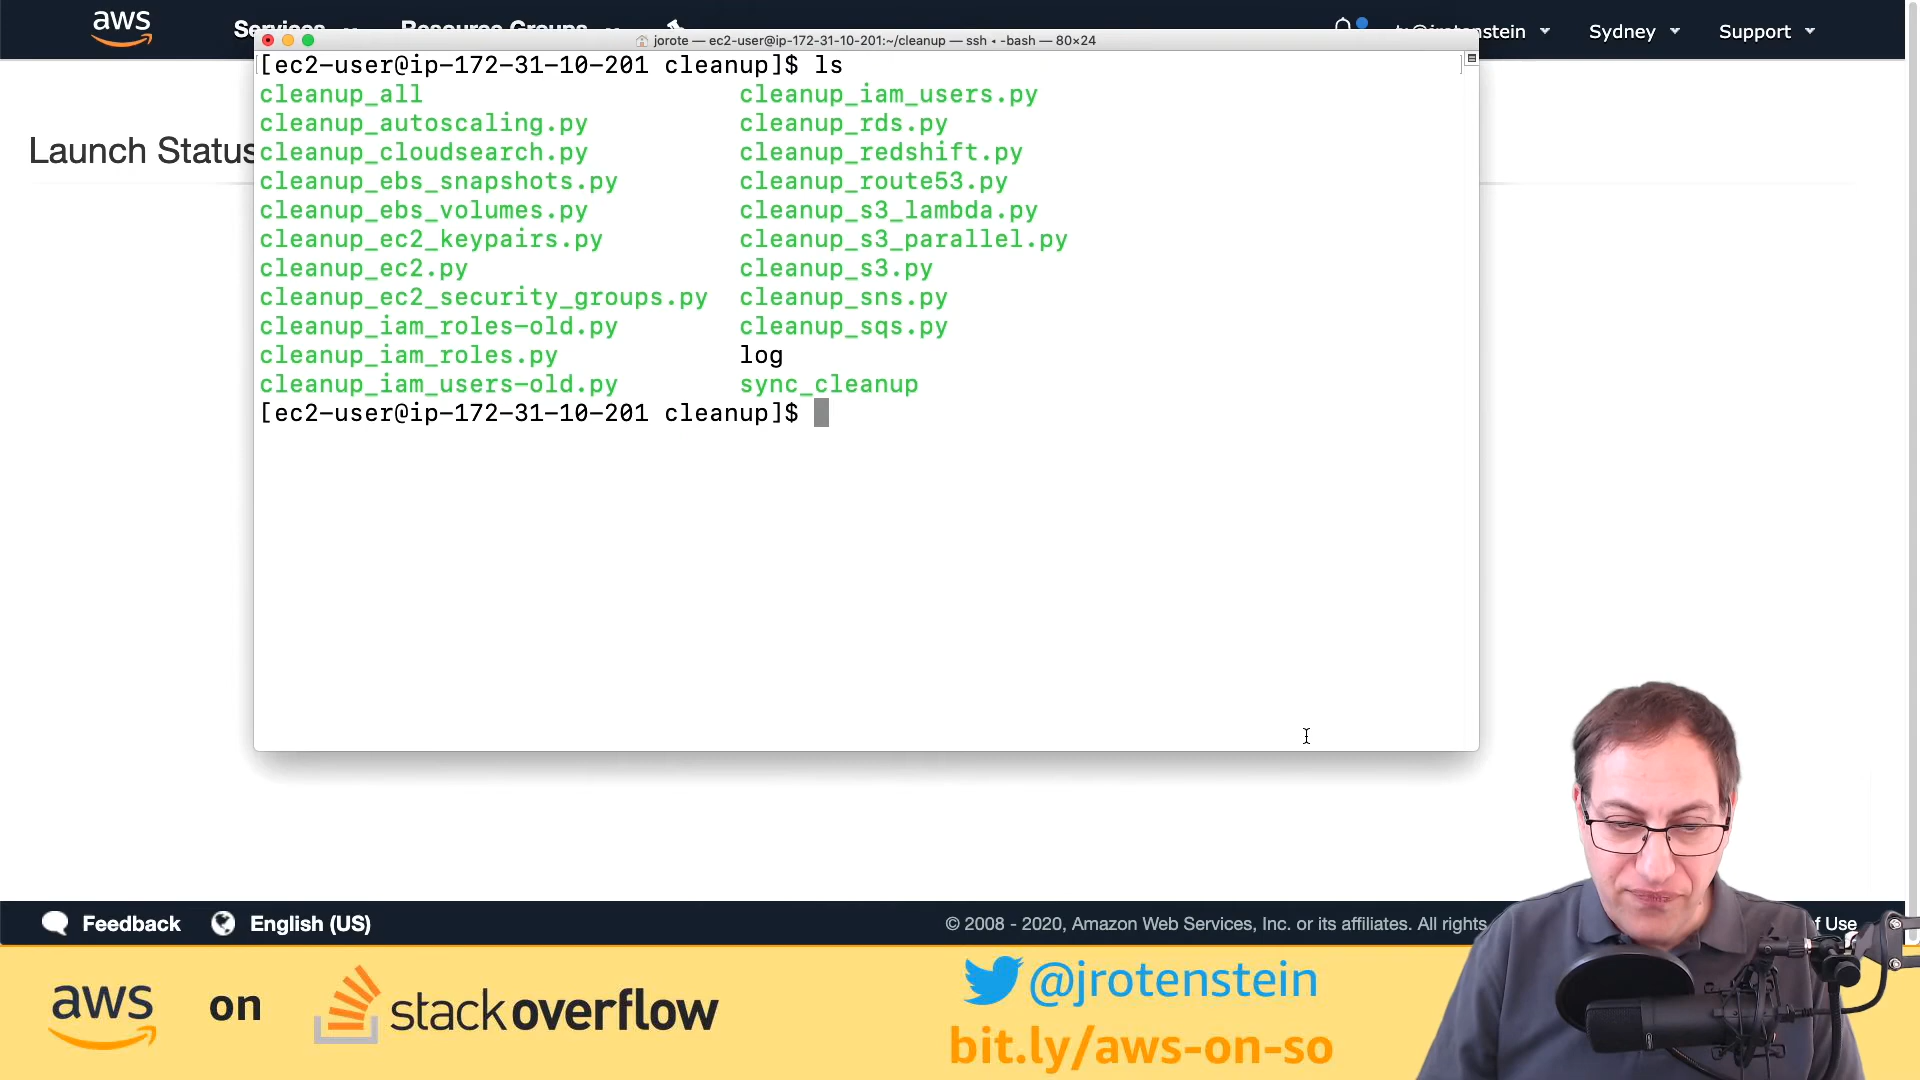 aws
Services
Resource Groups
nstein
Sydney
Support
jorote — ec2-user@ip-172-31-10-201:~/cleanup — ssh ◂ -bash — 80×24
[ec2-user@ip-172-31-10-201 cleanup]$ ls
cleanup_all cleanup_iam_users.py
cleanup_autoscaling.py cleanup_rds.py
cleanup_cloudsearch.py cleanup_redshift.py
cleanup_ebs_snapshots.py cleanup_route53.py
cleanup_ebs_volumes.py cleanup_s3_lambda.py
cleanup_ec2_keypairs.py cleanup_s3_parallel.py
cleanup_ec2.py cleanup_s3.py
cleanup_ec2_security_groups.py cleanup_sns.py
cleanup_iam_roles-old.py cleanup_sqs.py
cleanup_iam_roles.py log
cleanup_iam_users-old.py sync_cleanup
[ec2-user@ip-172-31-10-201 cleanup]$
Launch Status
Feedback
English (US)
© 2008 - 2020, Amazon Web Services, Inc. or its affiliates. All rights
f Use
aws on stackoverflow
@jrotenstein
bit.ly/aws-on-so